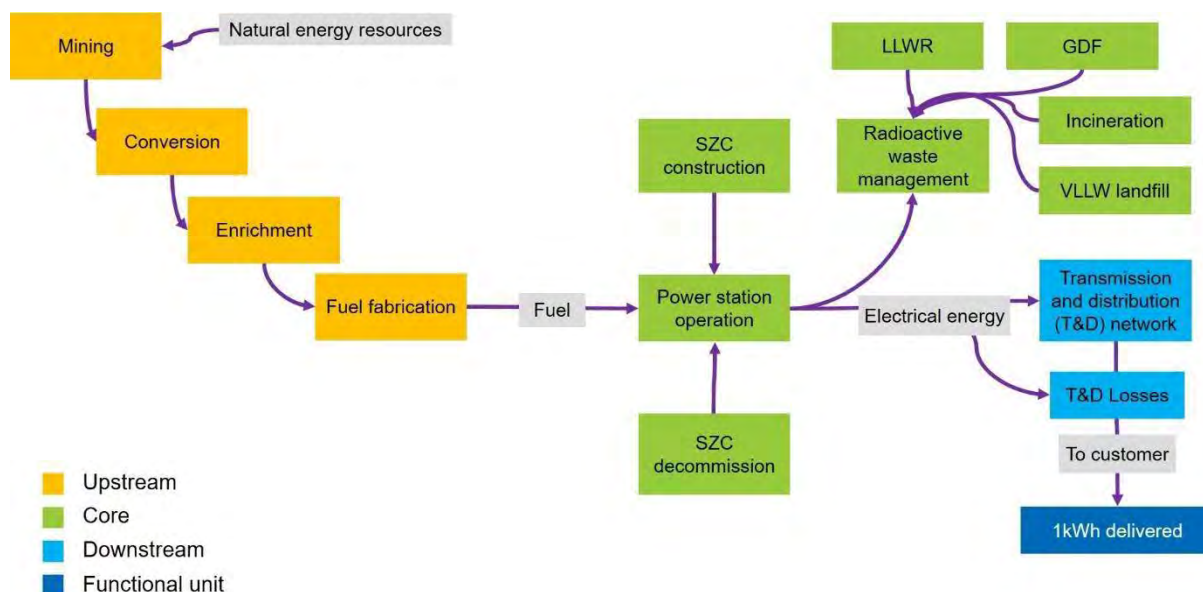 Mining
Natural energy resources
Conversion
Enrichment
Fuel fabrication
Fuel
SZC
construction
Power station
operation
SZC
decommission
LLWR
GDF
Radioactive
waste
management
Incineration
VLLW landfill
Electrical energy
Transmission
and distribution
(T&D) network
T&D Losses
To customer
1kWh delivered
Upstream
Core
Downstream
Functional unit